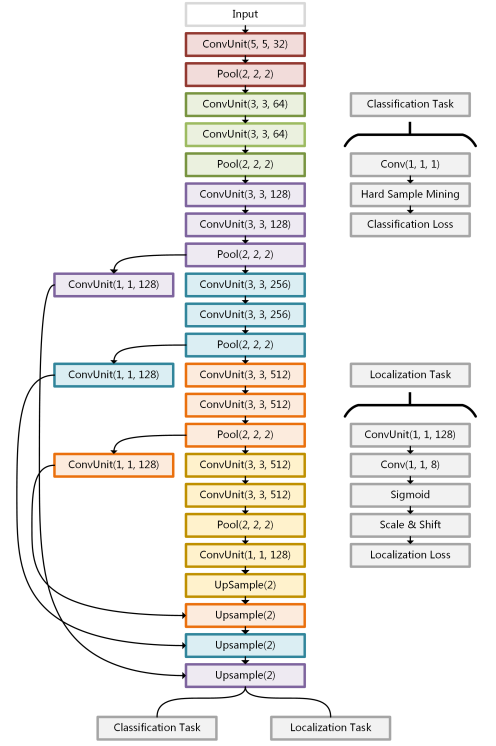 Input
ConvUnit(5, 5, 32)
Pool(2, 2, 2)
ConvUnit(3, 3, 64)
ConvUnit(3, 3, 64)
Pool(2, 2, 2)
ConvUnit(3, 3, 128)
ConvUnit(3, 3, 128)
Pool(2, 2, 2)
ConvUnit(1, 1, 128)
ConvUnit(3, 3, 256)
ConvUnit(3, 3, 256)
Pool(2, 2, 2)
ConvUnit(1, 1, 128)
ConvUnit(3, 3, 512)
ConvUnit(3, 3, 512)
Pool(2, 2, 2)
ConvUnit(1, 1, 128)
ConvUnit(3, 3, 512)
ConvUnit(3, 3, 512)
Pool(2, 2, 2)
ConvUnit(1, 1, 128)
UpSample(2)
Upsample(2)
Upsample(2)
Upsample(2)
Classification Task
Localization Task
Classification Task
Conv(1, 1, 1)
Hard Sample Mining
Classification Loss
Localization Task
ConvUnit(1, 1, 128)
Conv(1, 1, 8)
Sigmoid
Scale & Shift
Localization Loss